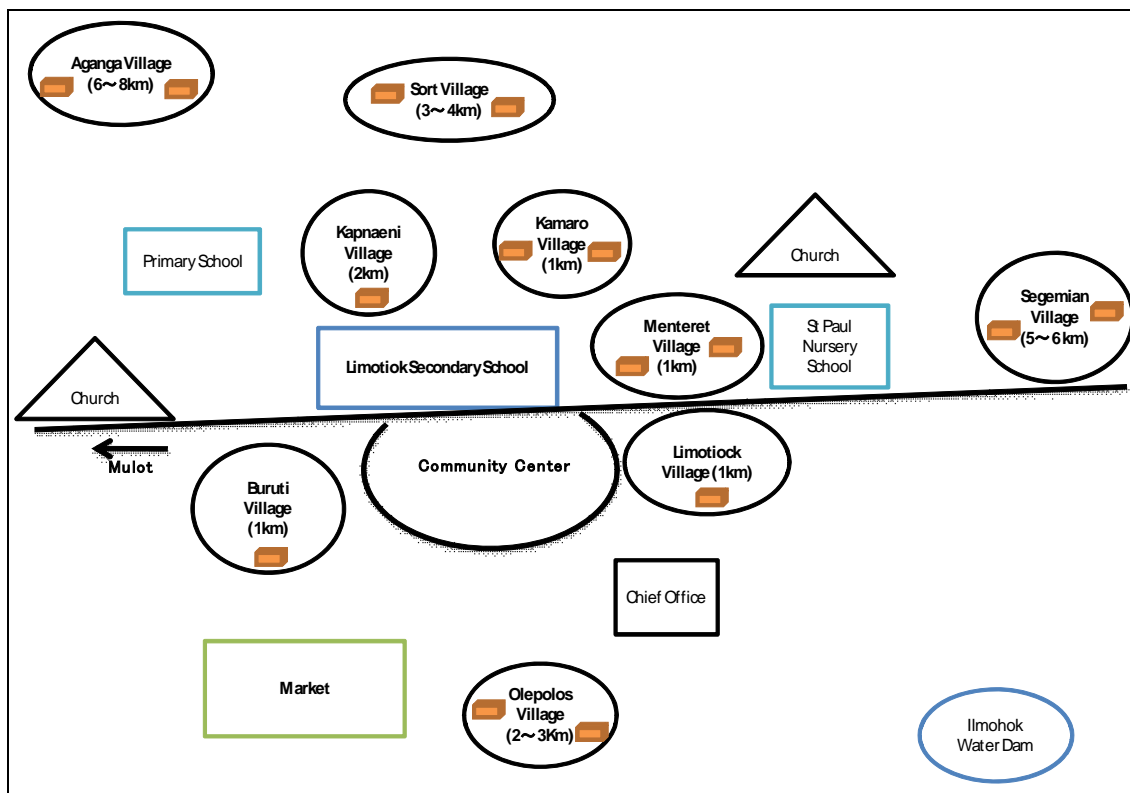 Aganga Village
(6～8km)
Sort Village
(3～4km)
Kapnaeni
Village
(2km)
Kamaro
Village
(1km)
Church
Primary School
Segemian
Village
(5～6km)
Menteret
Village
(1km)
St Paul
Nursery
School
Limotiok Secondary School
Church
Mulot
Community Center
Limotiock
Village (1km)
Buruti
Village
(1km)
Chief Office
Market
Olepolos
Village
(2～3Km)
Ilmohok
Water Dam